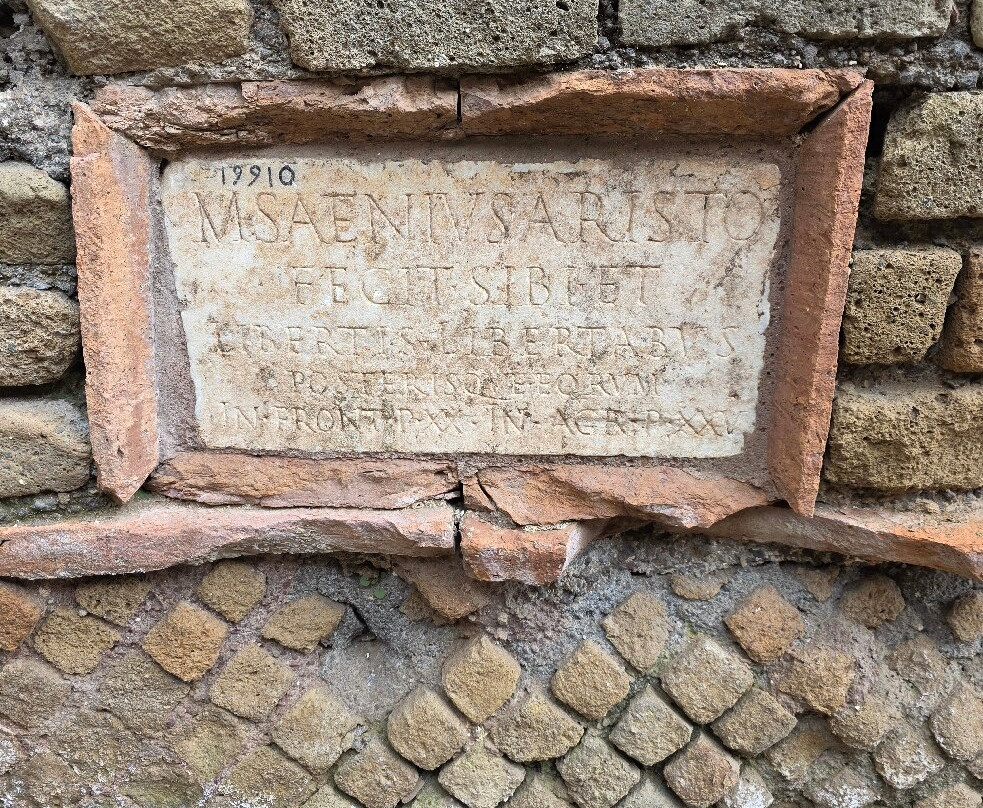 19910
M SAENIVS ARISTO
FECIT·SIBI·ET
LIBERTIS·LIBERTABVS
POSTERISQVE EORVM
IN·FRONT·P·XX·IN·AGR·P·XXV